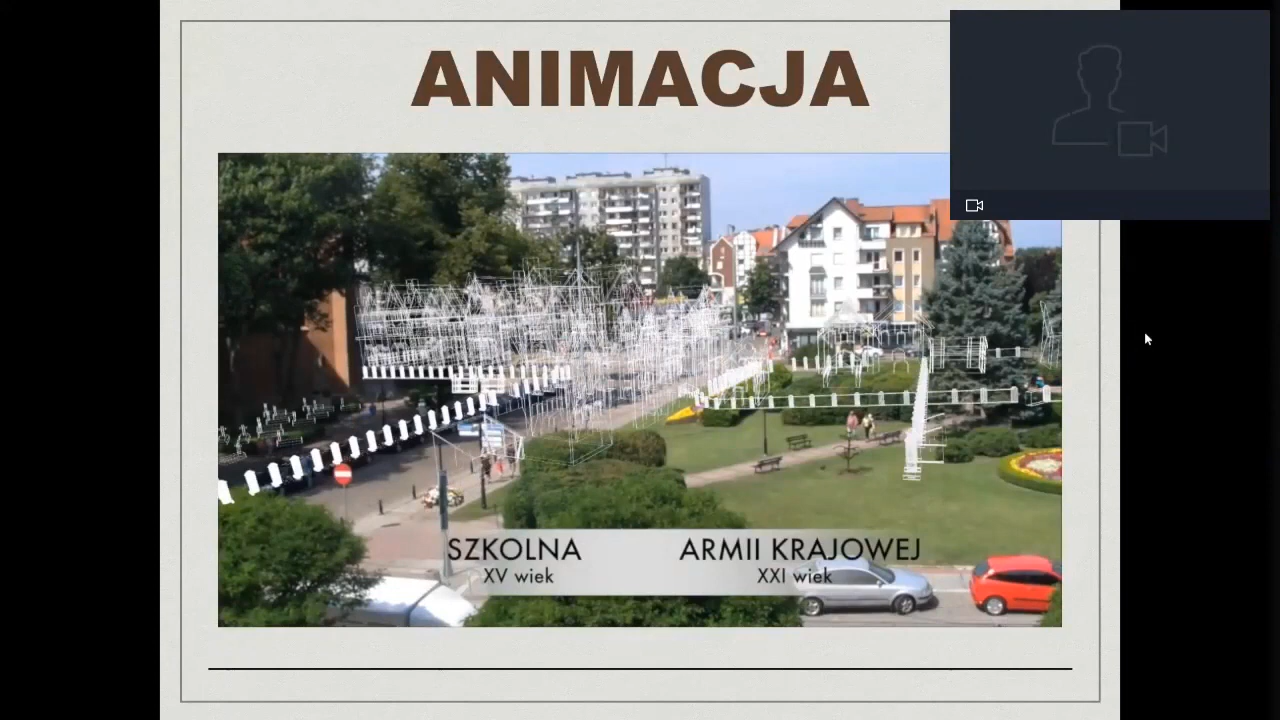 ANIMACJA
SZKOLNA
XV wiek
ARMII KRAJOWEJ
XXI wiek